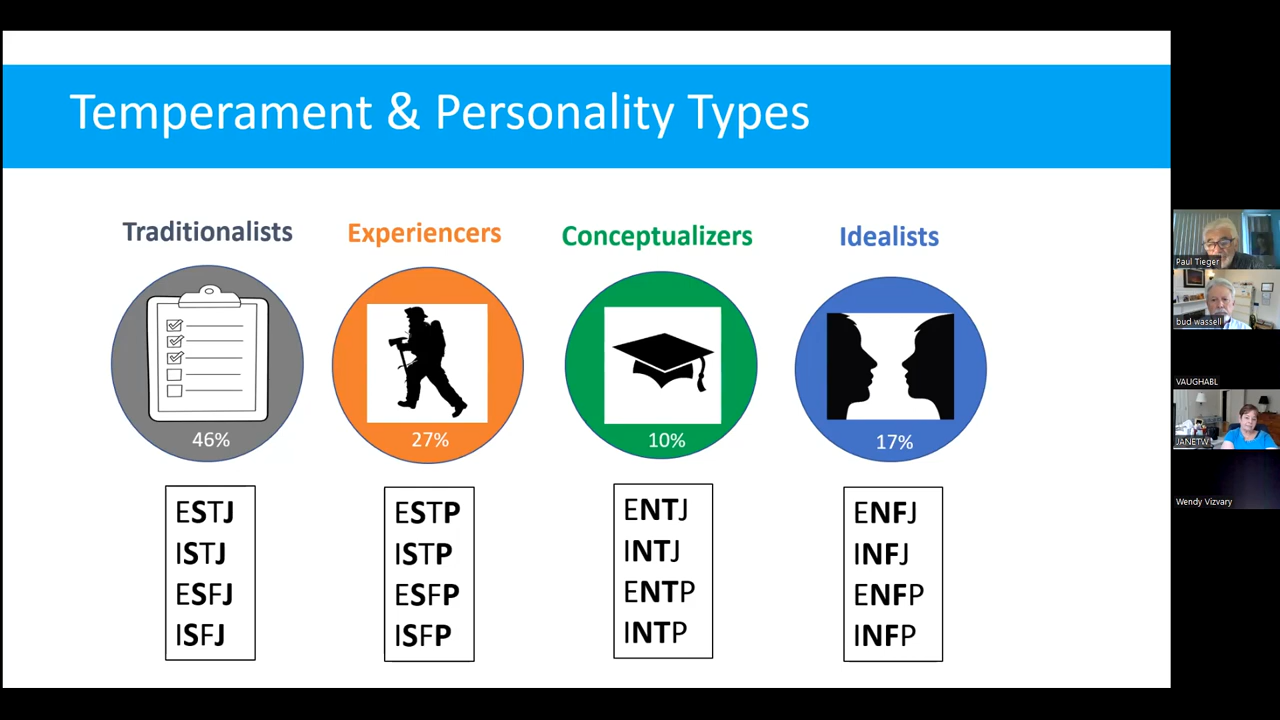 Temperament & Personality Types
Traditionalists
46%
ESTJ
ISTJ
ESFJ
ISFJ
Experiencers
27%
ESTP
ISTP
ESFP
ISFP
Conceptualizers
10%
ENTJ
INTJ
ENTP
INTP
Idealists
17%
ENFJ
INFJ
ENFP
INFP
Paul Tieger
bud wassell
VAUGHABL
JANETW
Wendy Vizvary